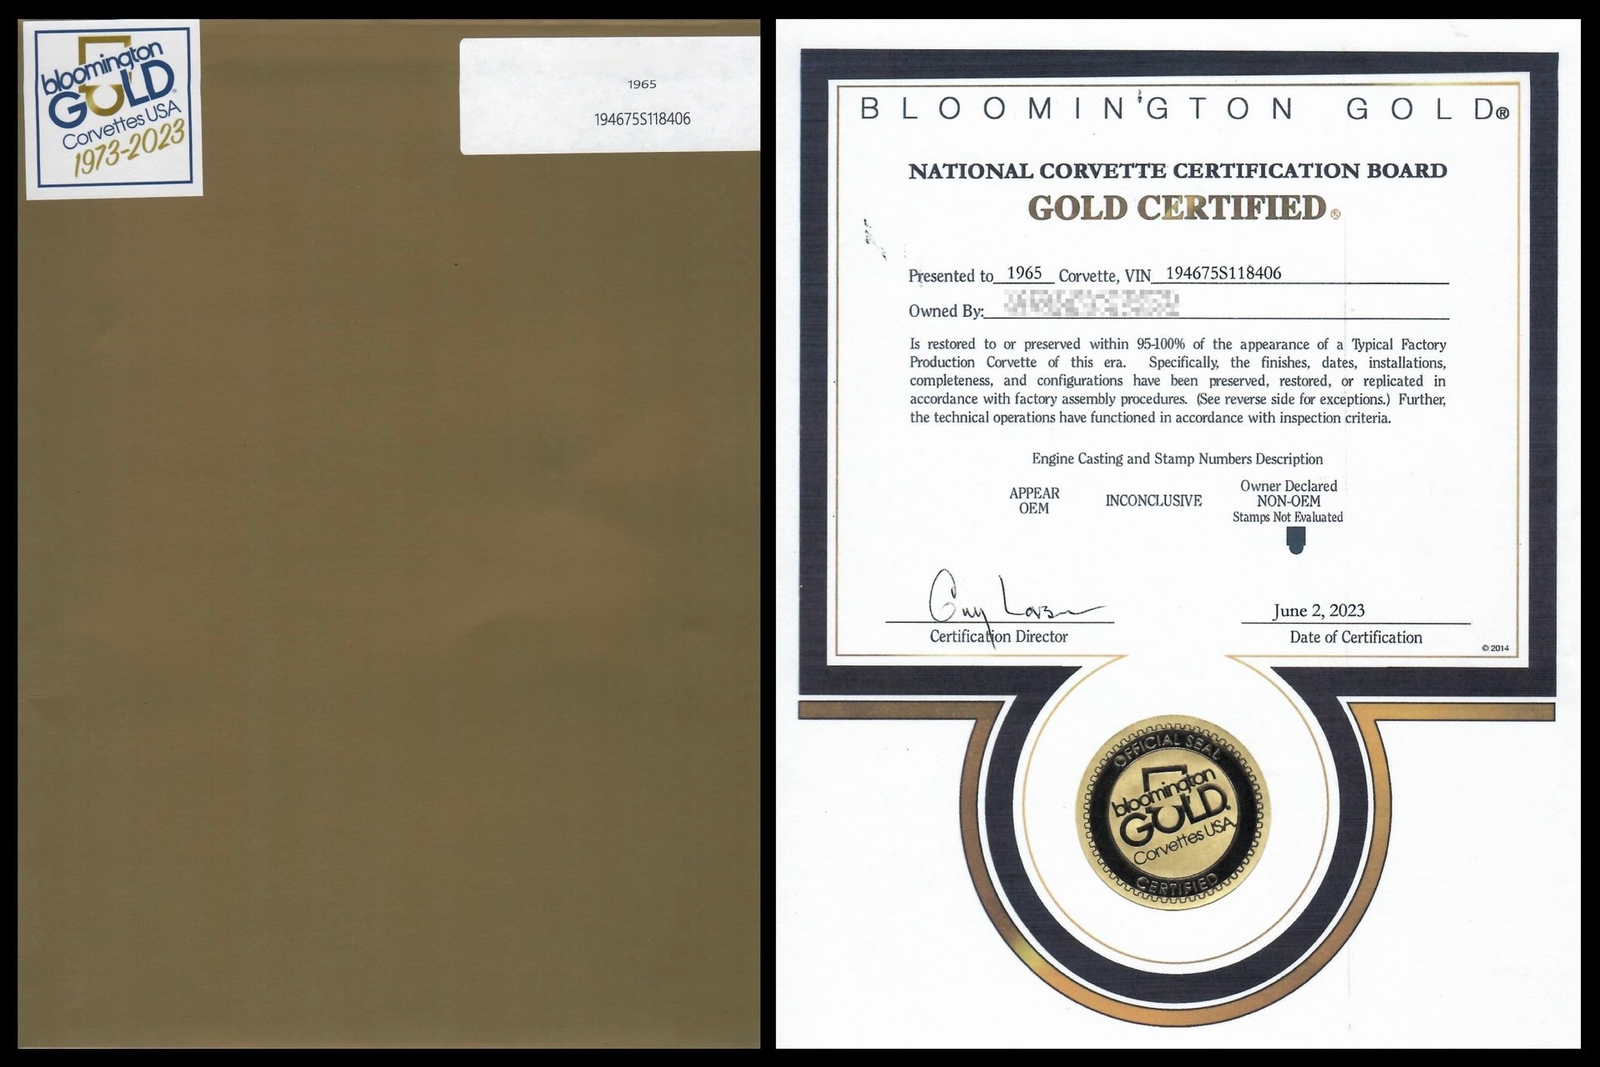 bloomington
GOLD®
Corvettes USA
1973-2023
1965
194675S118406
BLOOMINGTON GOLD®
NATIONAL CORVETTE CERTIFICATION BOARD
GOLD CERTIFIED®
Presented to 1965 Corvette, VIN 194675S118406
Owned By:
Is restored to or preserved within 95-100% of the appearance of a Typical Factory
Production Corvette of this era. Specifically, the finishes, dates, installations,
completeness, and configurations have been preserved, restored, or replicated in
accordance with factory assembly procedures. (See reverse side for exceptions.) Further,
the technical operations have functioned in accordance with inspection criteria.
Engine Casting and Stamp Numbers Description
APPEAR
OEM
INCONCLUSIVE
Owner Declared
NON-OEM
Stamps Not Evaluated
Guy Larsen
Certification Director
June 2, 2023
Date of Certification
© 2014
OFFICIAL SEAL
bloomington
GOLD®
Corvettes USA
CERTIFIED